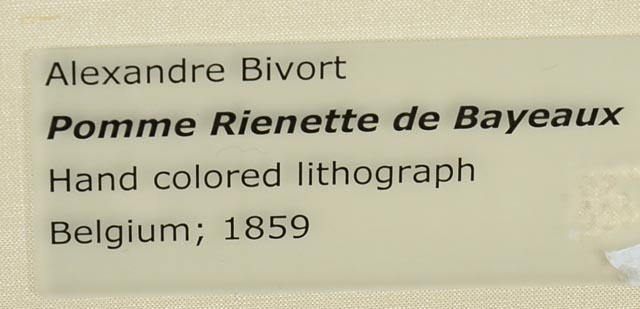 Alexandre Bivort
Pomme Rienette de Bayeaux
Hand colored lithograph
Belgium; 1859